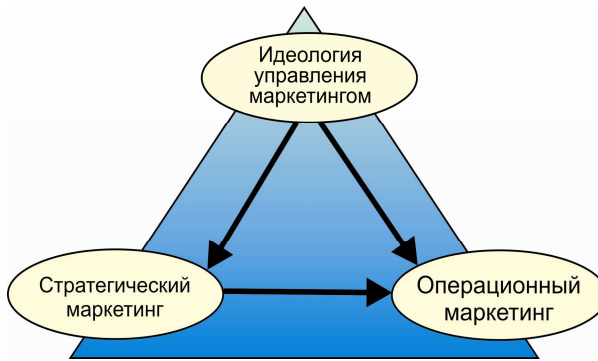 Идеология
управления
маркетингом
Стратегический
маркетинг
Операционный
маркетинг